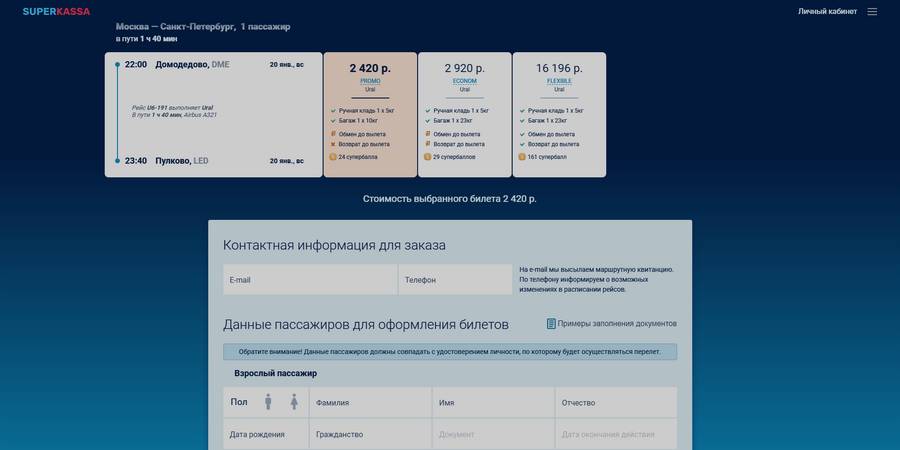 SUPERKASSA
Личный кабинет
Москва — Санкт-Петербург, 1 пассажир
в пути 1 ч 40 мин
22:00 Домодедово, DME 20 янв., вс
Рейс U6-191 выполняет Ural
В пути 1 ч 40 мин, Airbus A321
23:40 Пулково, LED 20 янв., вс
2 420 р.
PROMO
Ural
Ручная кладь 1 x 5кг
Багаж 1 x 10кг
Обмен до вылета
Возврат до вылета
24 супербалла
2 920 р.
ECONOM
Ural
Ручная кладь 1 x 5кг
Багаж 1 x 23кг
Обмен до вылета
Возврат до вылета
29 супербаллов
16 196 р.
FLEXIBLE
Ural
Ручная кладь 1 x 5кг
Багаж 1 x 23кг
Обмен до вылета
Возврат до вылета
161 супербалл
Стоимость выбранного билета 2 420 р.
Контактная информация для заказа
E-mail
Телефон
На e-mail мы высылаем маршрутную квитанцию.
По телефону информируем о возможных
изменениях в расписании рейсов.
Данные пассажиров для оформления билетов
Примеры заполнения документов
Обратите внимание! Данные пассажиров должны совпадать с удостоверением личности, по которому будет осуществляться перелет.
Взрослый пассажир
Пол Фамилия Имя Отчество
Дата рождения Гражданство Документ Дата окончания действия